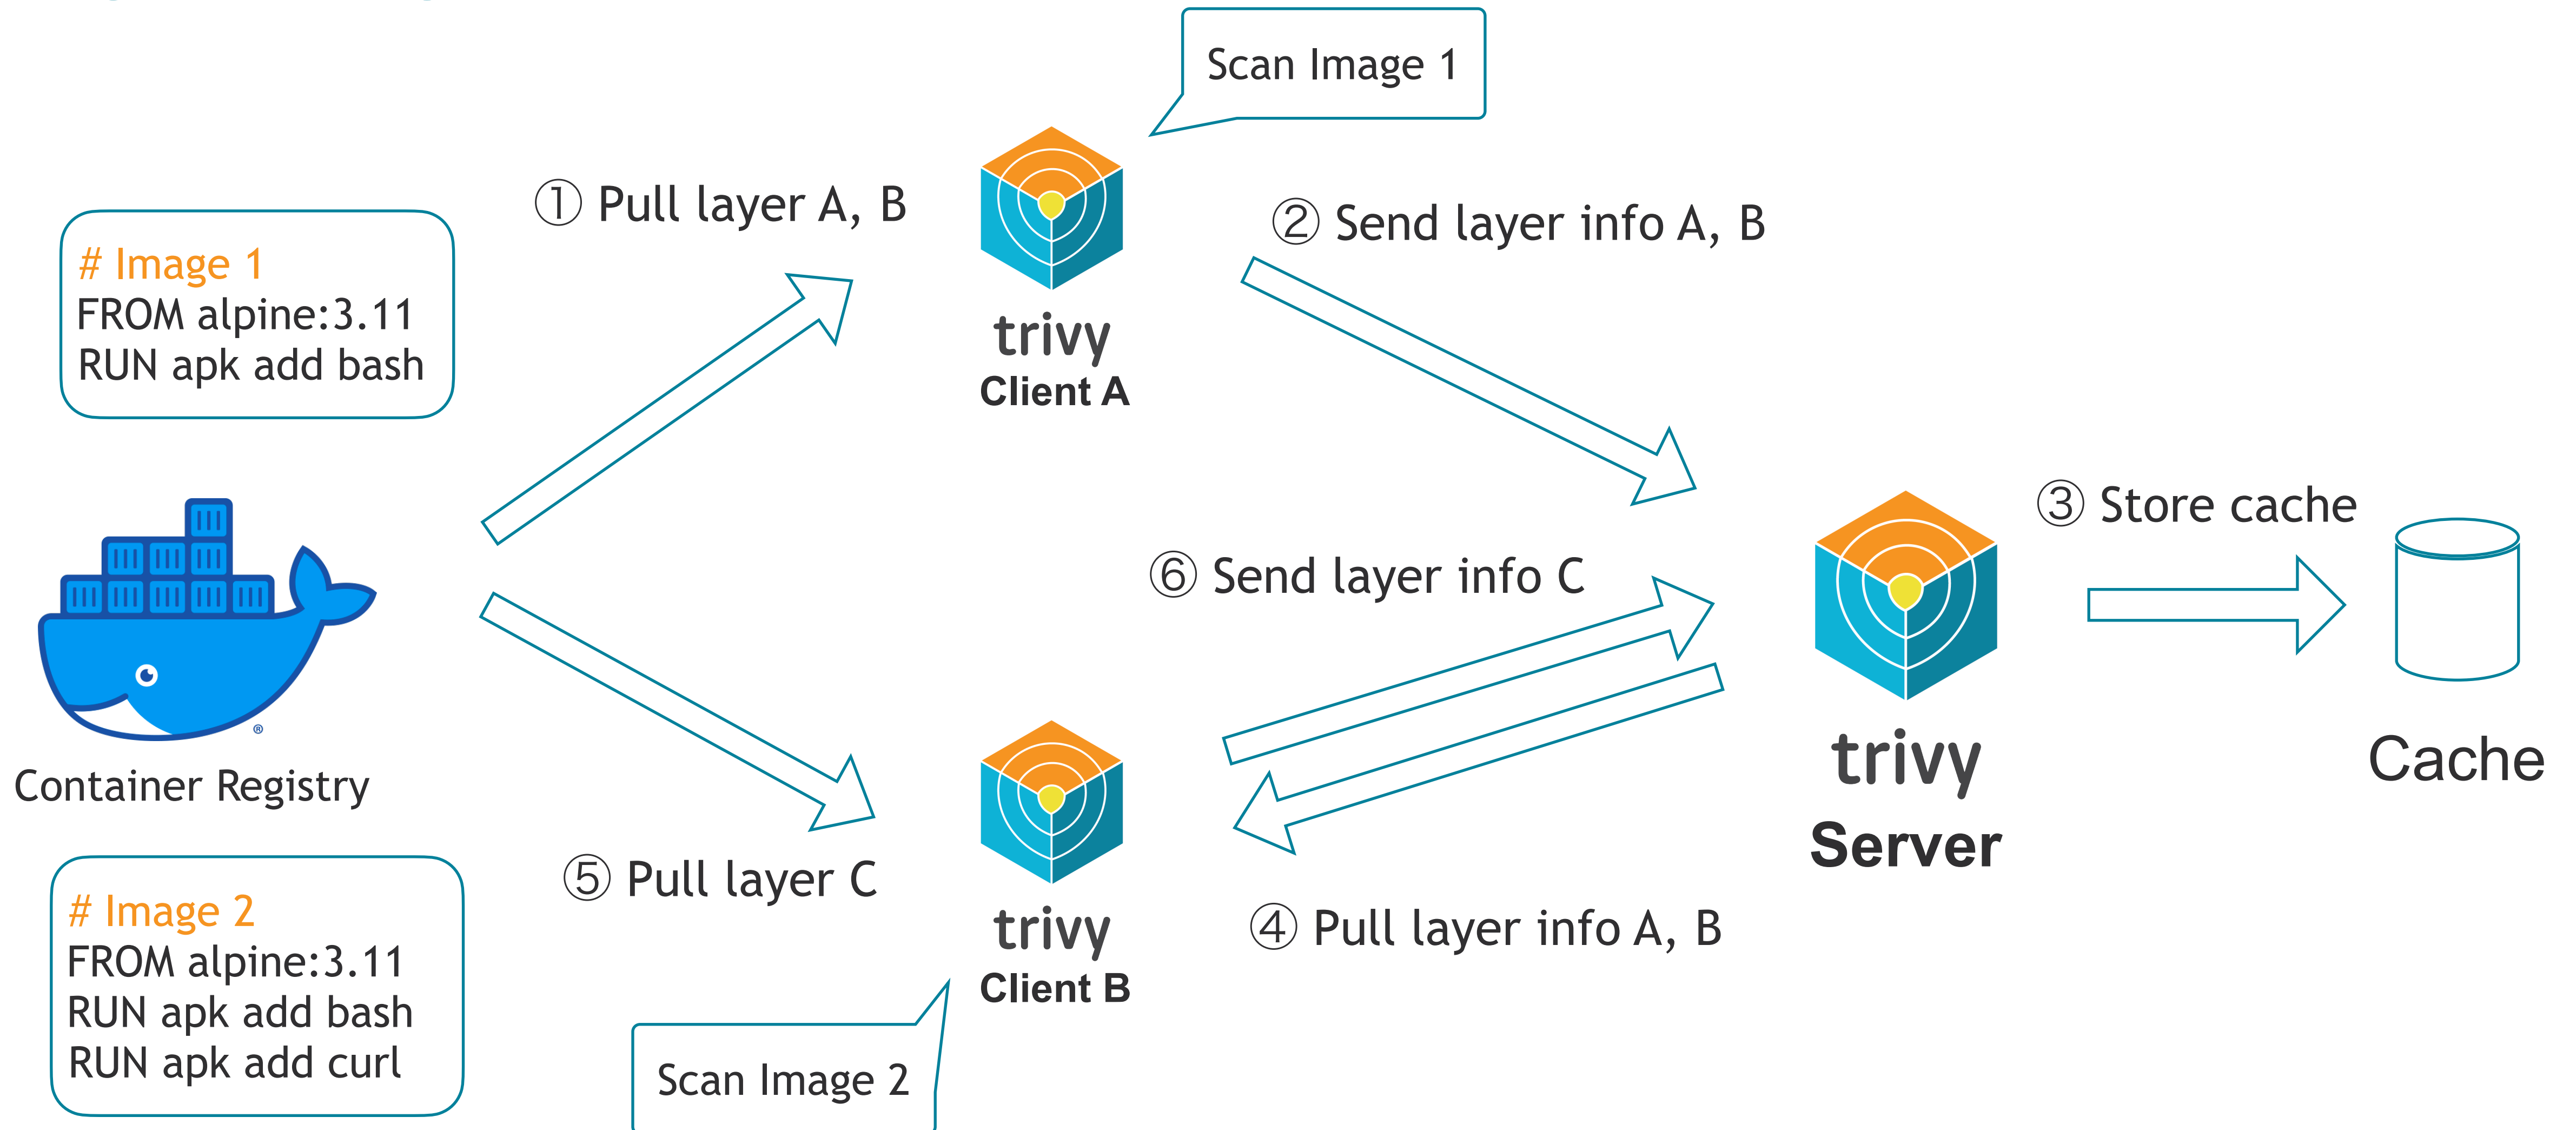 Scan Image 1
① Pull layer A, B
② Send layer info A, B
# Image 1
FROM alpine:3.11
RUN apk add bash
trivy
Client A
③ Store cache
⑥ Send layer info C
®
Container Registry
trivy
Server
Cache
⑤ Pull layer C
④ Pull layer info A, B
# Image 2
FROM alpine:3.11
RUN apk add bash
RUN apk add curl
trivy
Client B
Scan Image 2